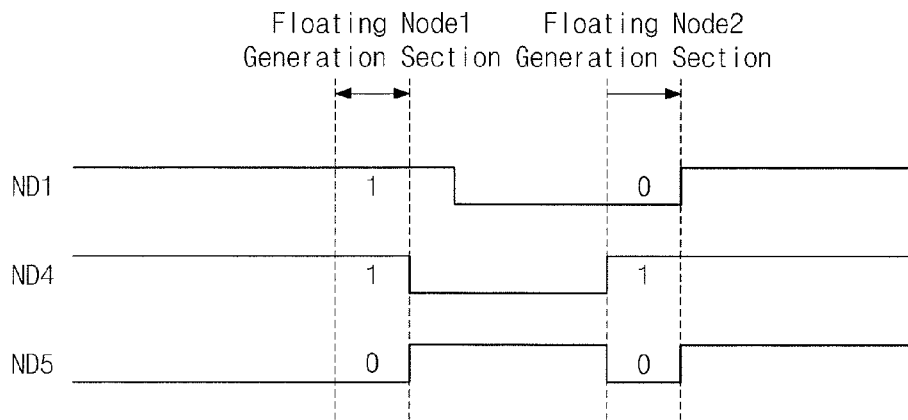 Floating Node1 Floating Node2
Generation Section Generation Section
ND1 1 0
ND4 1 1
ND5 0 0